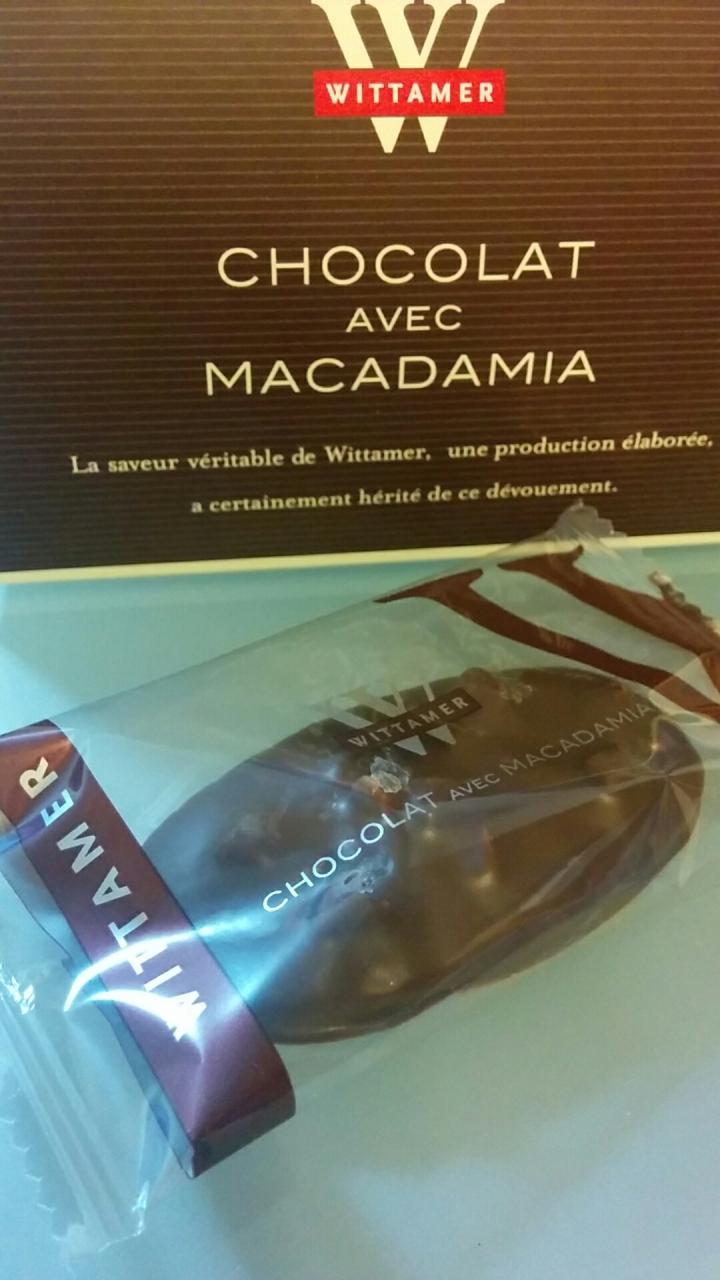 W
WITTAMER
CHOCOLAT
AVEC
MACADAMIA
La saveur véritable de Wittamer, une production élaborée,
a certainement hérité de ce dévouement.
W
WITTAMER
CHOCOLAT AVEC MACADAMIA
WITTAMER